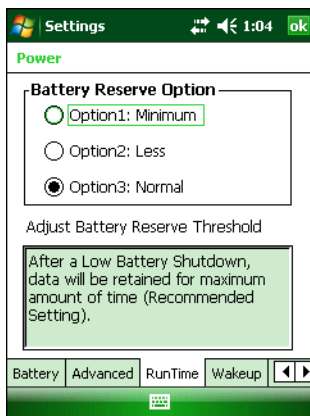 Settings 1:04 ok
Power
Battery Reserve Option
Option1: Minimum
Option2: Less
Option3: Normal
Adjust Battery Reserve Threshold
After a Low Battery Shutdown,
data will be retained for maximum
amount of time (Recommended
Setting).
Battery Advanced RunTime Wakeup